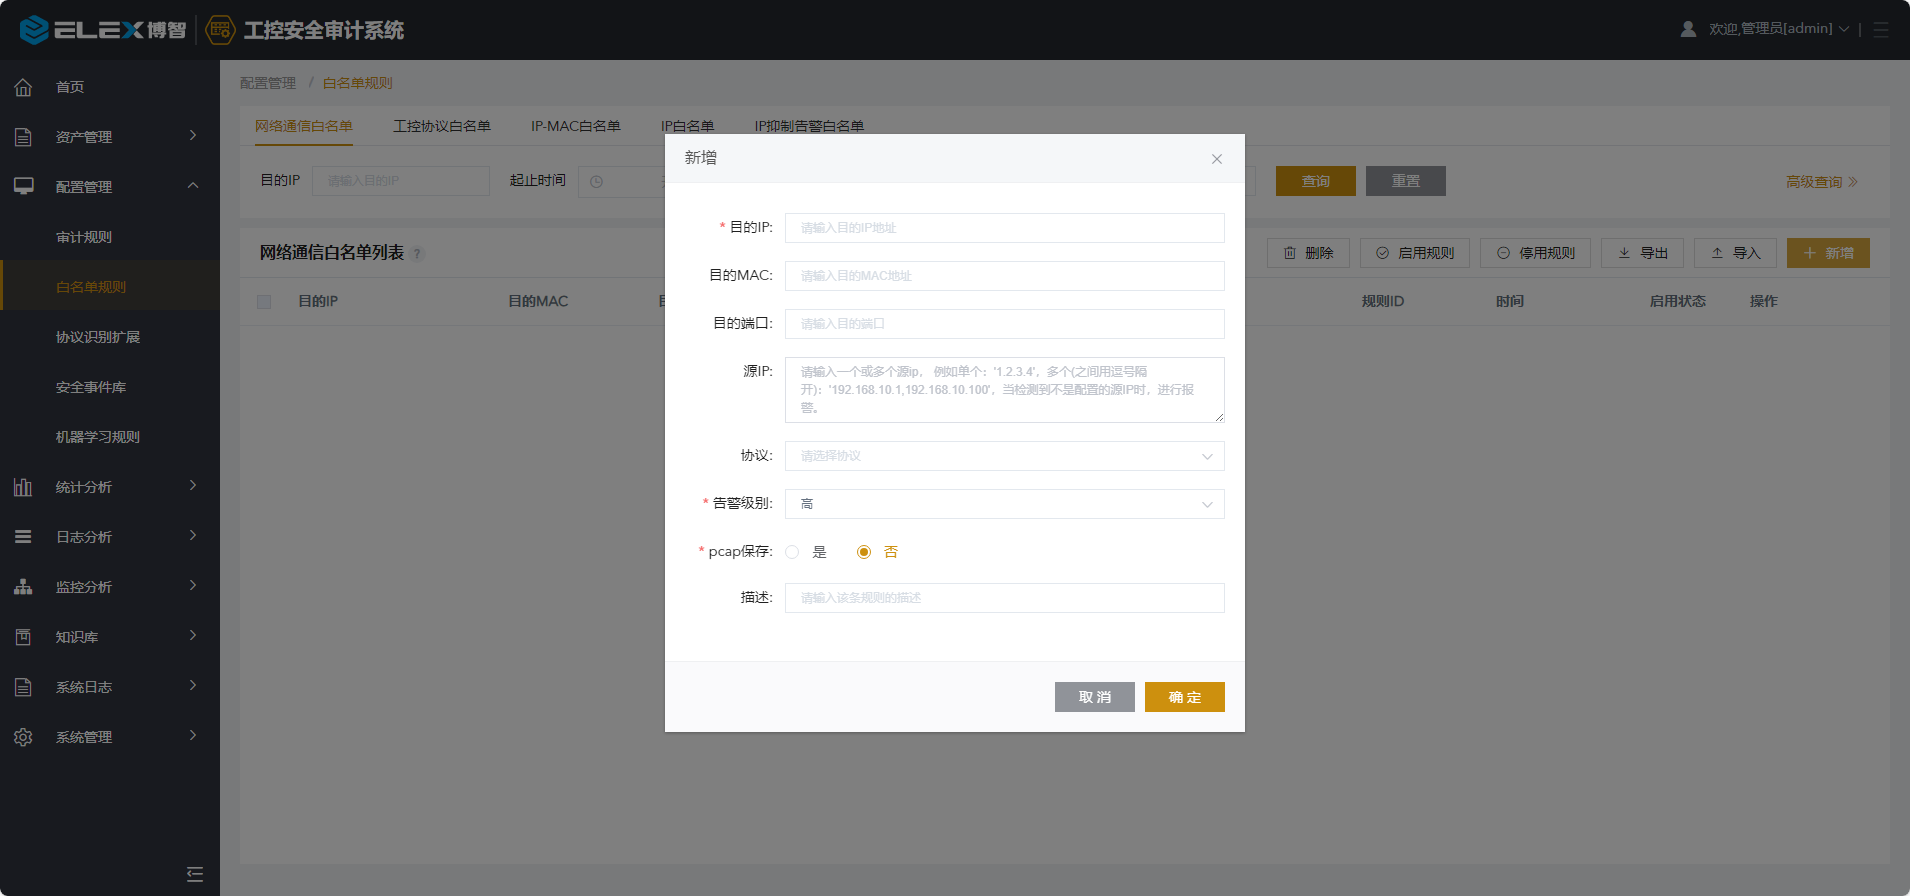 ELEX博智 工控安全审计系统
欢迎,管理员[admin]
首页
资产管理
配置管理
审计规则
白名单规则
协议识别扩展
安全事件库
机器学习规则
统计分析
日志分析
监控分析
知识库
系统日志
系统管理
配置管理 / 白名单规则
网络通信白名单 工控协议白名单 IP-MAC白名单 IP白名单 IP抑制告警白名单
目的IP 请输入目的IP 起止时间 查询 重置 高级查询
网络通信白名单列表 ? 删除 启用规则 停用规则 导出 导入 新增
目的IP 目的MAC 规则ID 时间 启用状态 操作
新增
* 目的IP: 请输入目的IP地址
目的MAC: 请输入目的MAC地址
目的端口: 请输入目的端口
源IP: 请输入一个或多个源ip， 例如单个：'1.2.3.4'，多个(之间用逗号隔
开)：'192.168.10.1,192.168.10.100'，当检测到不是配置的源IP时，进行报
警。
协议: 请选择协议
* 告警级别: 高
* pcap保存: 是 否
描述: 请输入该条规则的描述
取 消 确 定